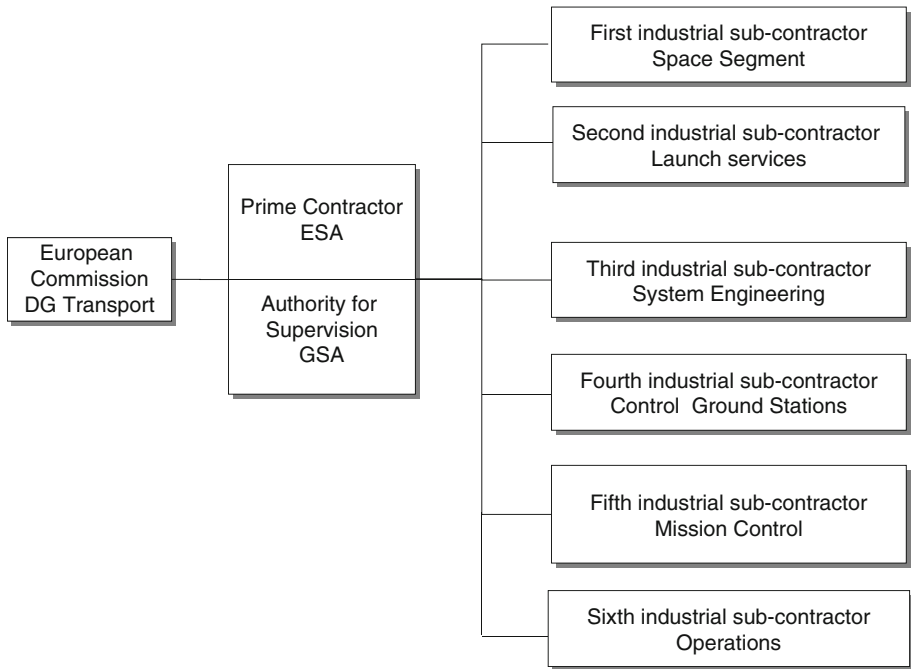 European
Commission
DG Transport
Prime Contractor
ESA
Authority for
Supervision
GSA
First industrial sub-contractor
Space Segment
Second industrial sub-contractor
Launch services
Third industrial sub-contractor
System Engineering
Fourth industrial sub-contractor
Control Ground Stations
Fifth industrial sub-contractor
Mission Control
Sixth industrial sub-contractor
Operations